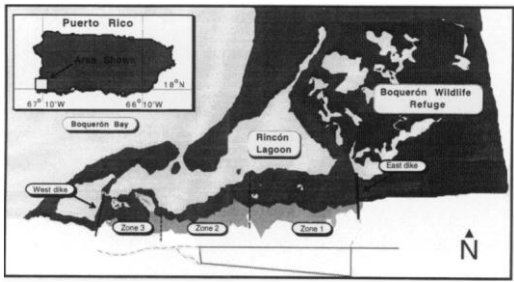 Puerto Rico
Area Shown
18°N
67° 10'W
66° 10'W
Boquerón Bay
Boquerón Wildlife
Refuge
Rincón
Lagoon
East dike
West dike
Zone 3
Zone 2
Zone 1
N